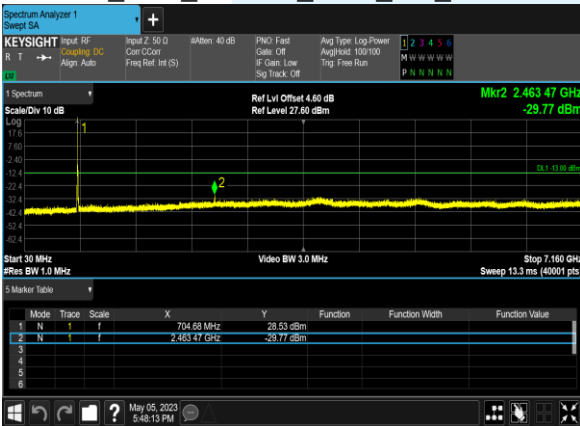 Spectrum Analyzer 1
Swept SA
+
KEYSIGHT Input: RF Input Z: 50 Ω #Atten: 40 dB PNO: Fast Avg Type: Log-Power 1 2 3 4 5 6
R T Coupling: DC Corr CCorr Gate: Off Avg|Hold: 100/100 M W W W W W
Align: Auto Freq Ref: Int (S) IF Gain: Low Trig: Free Run
Sig Track: Off P N N N N N
1 Spectrum
Ref Lvl Offset 4.60 dB Mkr2 2.463 47 GHz
Scale/Div 10 dB Ref Level 27.60 dBm -29.77 dBm
Log
17.6
7.60
-2.40
-12.4
-22.4
-32.4
-42.4
-52.4
-62.4
1
2
DL1 -13.00 dBm
Start 30 MHz Video BW 3.0 MHz Stop 7.160 GHz
#Res BW 1.0 MHz Sweep 13.3 ms (40001 pts
5 Marker Table
Mode Trace Scale X Y Function Function Width Function Value
1 N 1 f 704.68 MHz 28.53 dBm
2 N 1 f 2.463 47 GHz -29.77 dBm
3
4
5
6
? May 05, 2023
5:48:13 PM